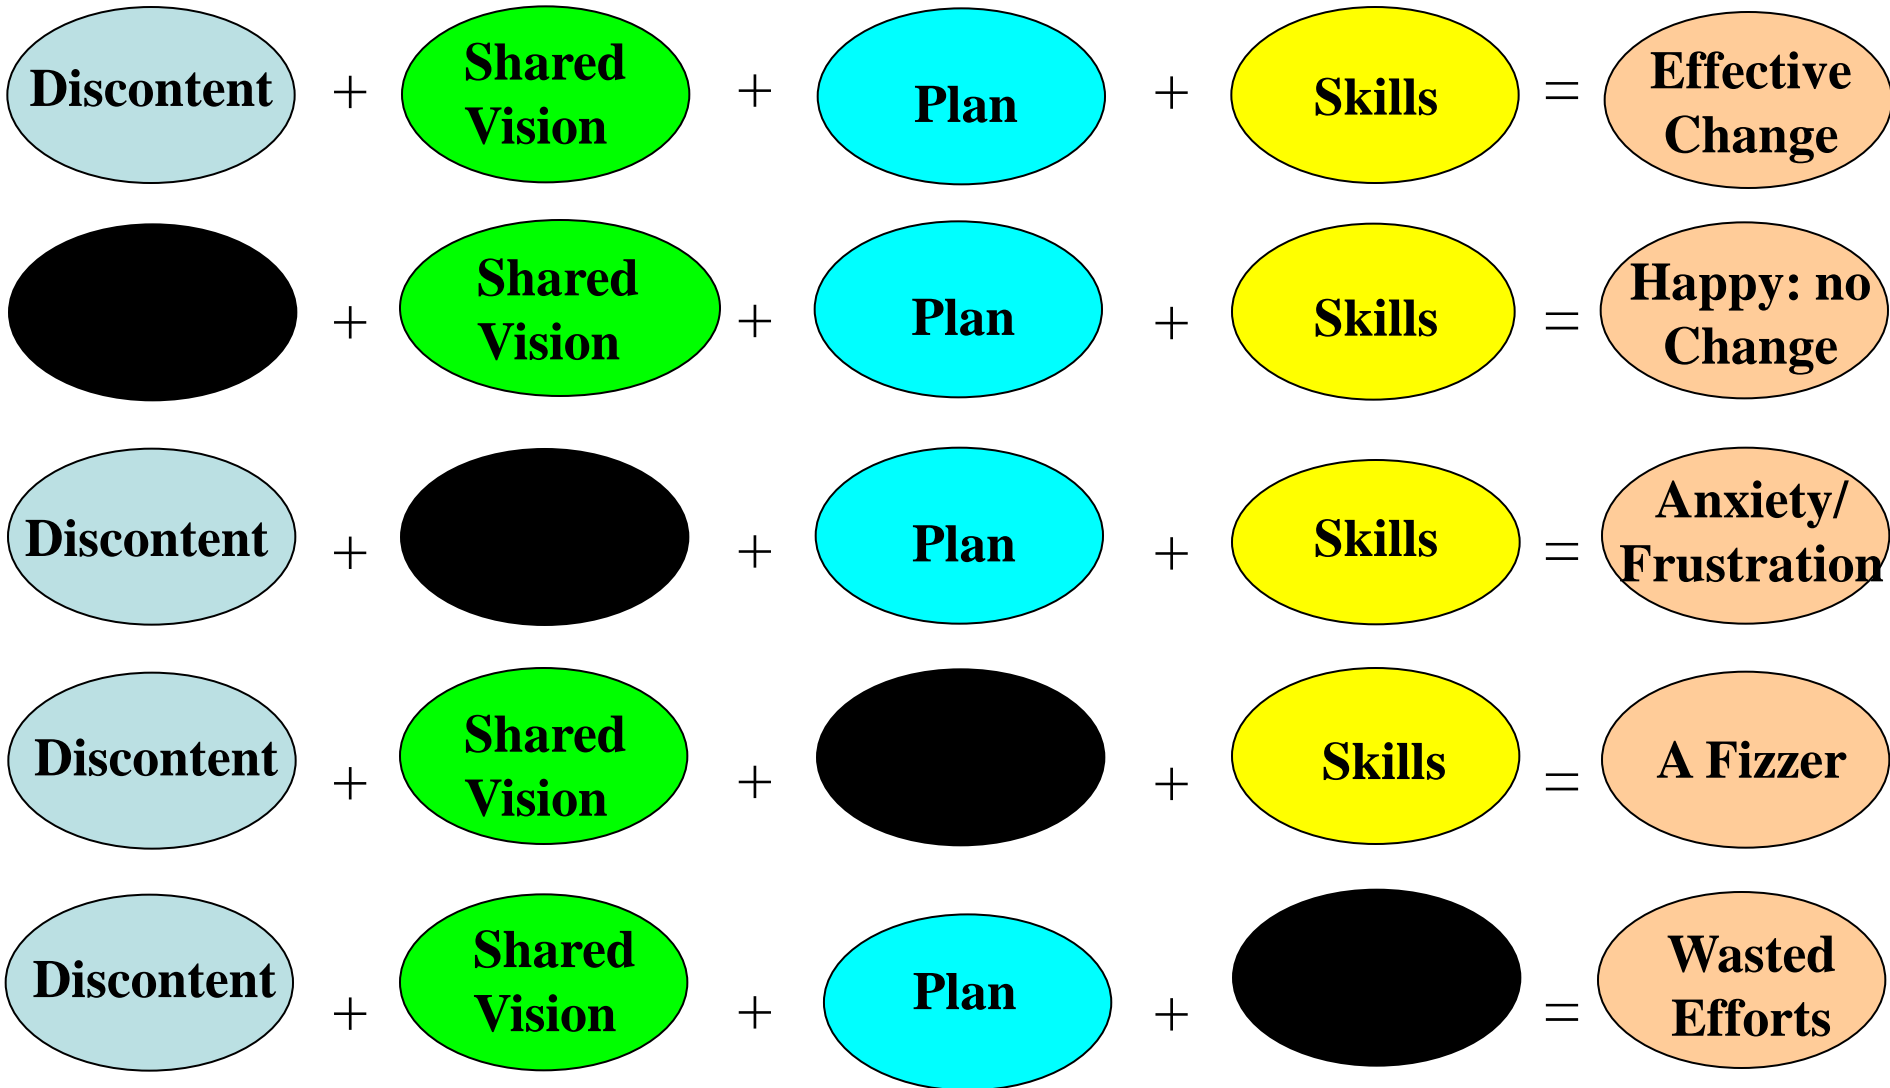 Discontent + Shared Vision + Plan + Skills = Effective Change
+ Shared Vision + Plan + Skills = Happy: no Change
Discontent + + Plan + Skills = Anxiety/ Frustration
Discontent + Shared Vision + + Skills = A Fizzer
Discontent + Shared Vision + Plan + = Wasted Efforts